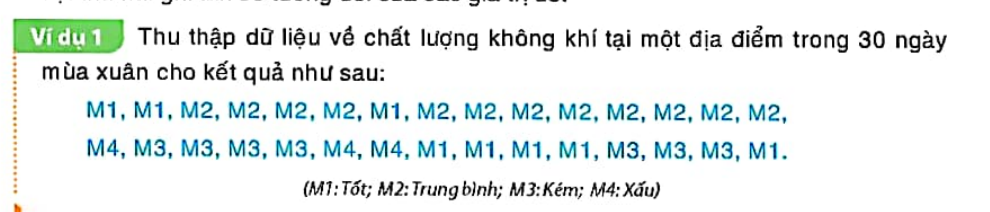 Ví dụ 1 Thu thập dữ liệu về chất lượng không khí tại một địa điểm trong 30 ngày
mùa xuân cho kết quả như sau:
M1, M1, M2, M2, M2, M2, M1, M2, M2, M2, M2, M2, M2, M2, M2,
M4, M3, M3, M3, M3, M4, M4, M1, M1, M1, M1, M3, M3, M3, M1.
(M1: Tốt; M2: Trung bình; M3: Kém; M4: Xấu)